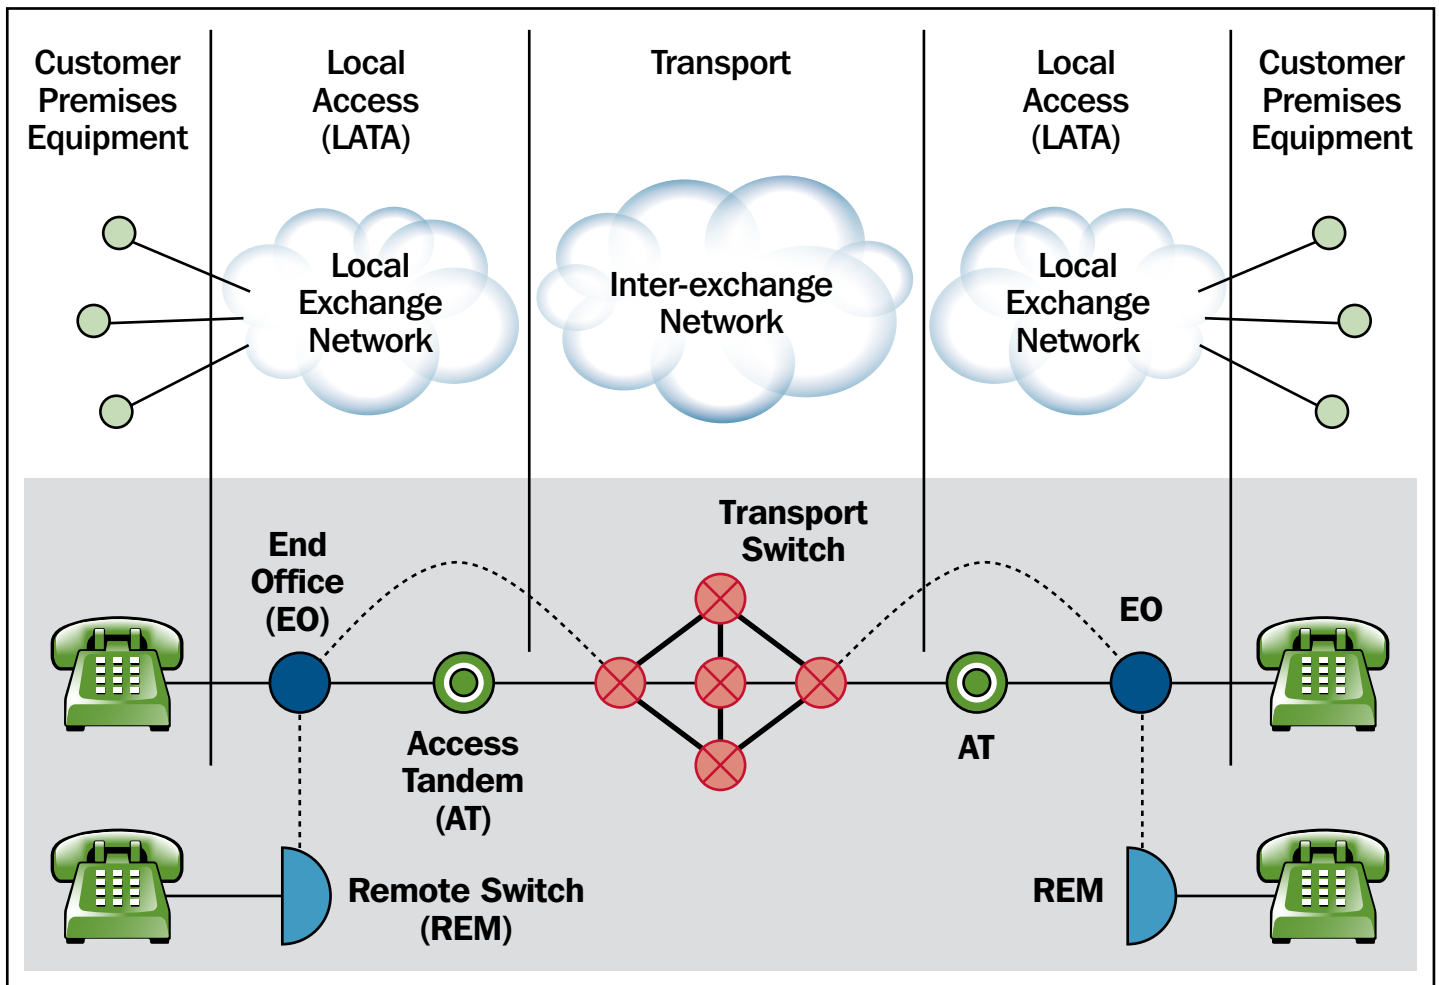 Customer
Premises
Equipment
Local
Access
(LATA)
Transport
Local
Access
(LATA)
Customer
Premises
Equipment
Local
Exchange
Network
Inter-exchange
Network
Local
Exchange
Network
Transport
Switch
End
Office
(EO)
EO
Access
Tandem
(AT)
AT
Remote Switch
(REM)
REM